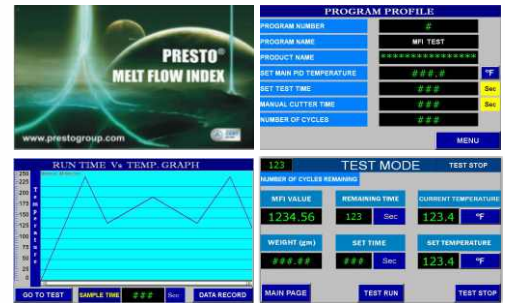 PRESTO®
MELT FLOW INDEX
www.prestogroup.com
PROGRAM PROFILE
PROGRAM NUMBER #
PROGRAM NAME MFI TEST
PRODUCT NAME ****************
SET MAIN PID TEMPERATURE ###.# °F
SET TEST TIME ### Sec
MANUAL CUTTER TIME ### Sec
NUMBER OF CYCLES ###
MENU
RUN TIME Vs TEMP. GRAPH
250
225
200
175
150
125
100
75
50
25
0
Temperature
GO TO TEST SAMPLE TIME ### Sec DATA RECORD
123 TEST MODE TEST STOP
NUMBER OF CYCLES REMAINING
MFI VALUE REMAINING TIME CURRENT TEMPERATURE
1234.56 123 Sec 123.4 °F
WEIGHT (gm) SET TIME SET TEMPERATURE
###.## ### Sec 123.4 °F
MAIN PAGE TEST RUN TEST STOP